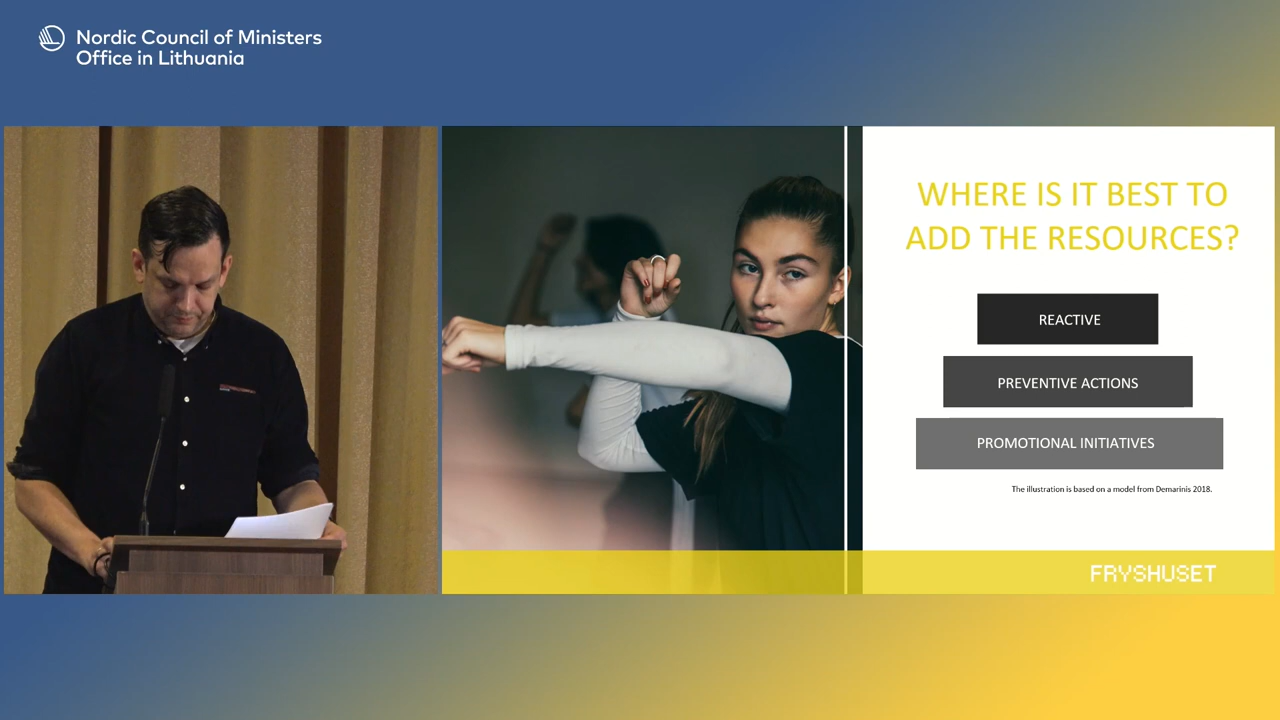 Nordic Council of Ministers
Office in Lithuania
WHERE IS IT BEST TO
ADD THE RESOURCES?
REACTIVE
PREVENTIVE ACTIONS
PROMOTIONAL INITIATIVES
The illustration is based on a model from Demarinis 2018.
FRYSHUSET